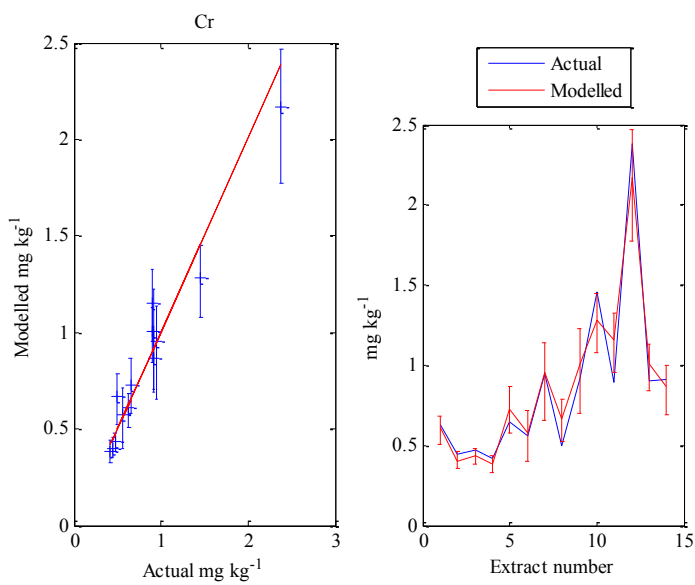 Cr
Modelled mg kg⁻¹
2.5
2
1.5
1
0.5
0
0 1 2 3
Actual mg kg⁻¹
Actual
Modelled
mg kg⁻¹
2.5
2
1.5
1
0.5
0
0 5 10 15
Extract number